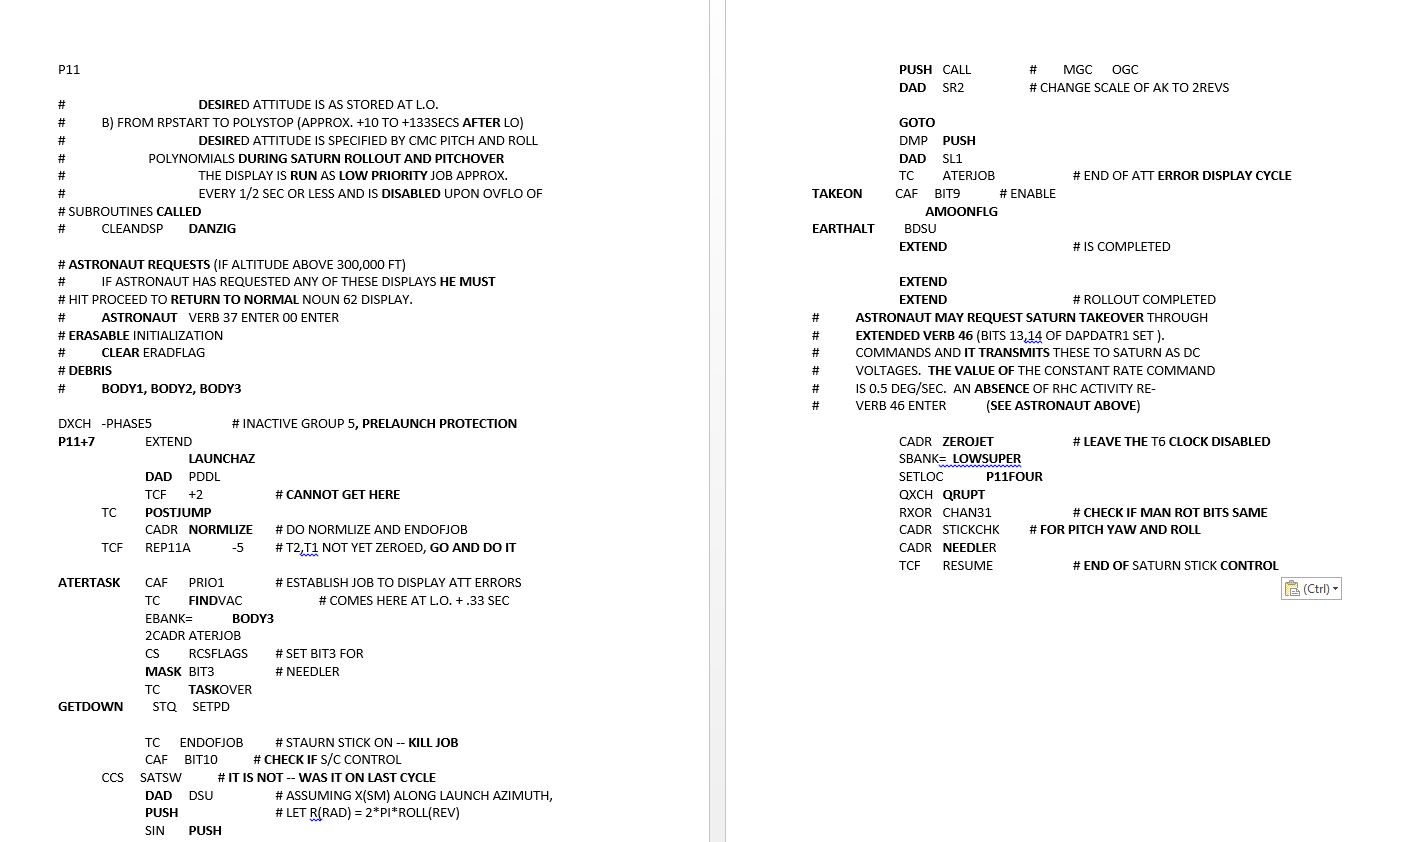 P11
# DESIRED ATTITUDE IS AS STORED AT L.O.
# B) FROM RPSTART TO POLYSTOP (APPROX. +10 TO +133SECS AFTER LO)
# DESIRED ATTITUDE IS SPECIFIED BY CMC PITCH AND ROLL
# POLYNOMIALS DURING SATURN ROLLOUT AND PITCHOVER
# THE DISPLAY IS RUN AS LOW PRIORITY JOB APPROX.
# EVERY 1/2 SEC OR LESS AND IS DISABLED UPON OVFLO OF
# SUBROUTINES CALLED
# CLEANDSP DANZIG
# ASTRONAUT REQUESTS (IF ALTITUDE ABOVE 300,000 FT)
# IF ASTRONAUT HAS REQUESTED ANY OF THESE DISPLAYS HE MUST
# HIT PROCEED TO RETURN TO NORMAL NOUN 62 DISPLAY.
# ASTRONAUT VERB 37 ENTER 00 ENTER
# ERASABLE INITIALIZATION
# CLEAR ERADFLAG
# DEBRIS
# BODY1, BODY2, BODY3
DXCH -PHASE5 # INACTIVE GROUP 5, PRELAUNCH PROTECTION
P11+7 EXTEND
LAUNCHAZ
DAD PDDL
TCF +2 # CANNOT GET HERE
TC POSTJUMP
CADR NORMLIZE # DO NORMLIZE AND ENDOFJOB
TCF REP11A -5 # T2,T1 NOT YET ZEROED, GO AND DO IT
ATERTASK CAF PRIO1 # ESTABLISH JOB TO DISPLAY ATT ERRORS
TC FINDVAC # COMES HERE AT L.O. + .33 SEC
EBANK= BODY3
2CADR ATERJOB
CS RCSFLAGS # SET BIT3 FOR
MASK BIT3 # NEEDLER
TC TASKOVER
GETDOWN STQ SETPD
TC ENDOFJOB # STAURN STICK ON -- KILL JOB
CAF BIT10 # CHECK IF S/C CONTROL
CCS SATSW # IT IS NOT -- WAS IT ON LAST CYCLE
DAD DSU # ASSUMING X(SM) ALONG LAUNCH AZIMUTH,
PUSH # LET R(RAD) = 2*PI*ROLL(REV)
SIN PUSH
PUSH CALL # MGC OGC
DAD SR2 # CHANGE SCALE OF AK TO 2REVS
GOTO
DMP PUSH
DAD SL1
TC ATERJOB # END OF ATT ERROR DISPLAY CYCLE
TAKEON CAF BIT9 # ENABLE
AMOONFLG
EARTHALT BDSU
EXTEND # IS COMPLETED
EXTEND
EXTEND # ROLLOUT COMPLETED
# ASTRONAUT MAY REQUEST SATURN TAKEOVER THROUGH
# EXTENDED VERB 46 (BITS 13,14 OF DAPDATR1 SET ).
# COMMANDS AND IT TRANSMITS THESE TO SATURN AS DC
# VOLTAGES. THE VALUE OF THE CONSTANT RATE COMMAND
# IS 0.5 DEG/SEC. AN ABSENCE OF RHC ACTIVITY RE-
# VERB 46 ENTER (SEE ASTRONAUT ABOVE)
CADR ZEROJET # LEAVE THE T6 CLOCK DISABLED
SBANK= LOWSUPER
SETLOC P11FOUR
QXCH QRUPT
RXOR CHAN31 # CHECK IF MAN ROT BITS SAME
CADR STICKCHK # FOR PITCH YAW AND ROLL
CADR NEEDLER
TCF RESUME # END OF SATURN STICK CONTROL
(Ctrl)